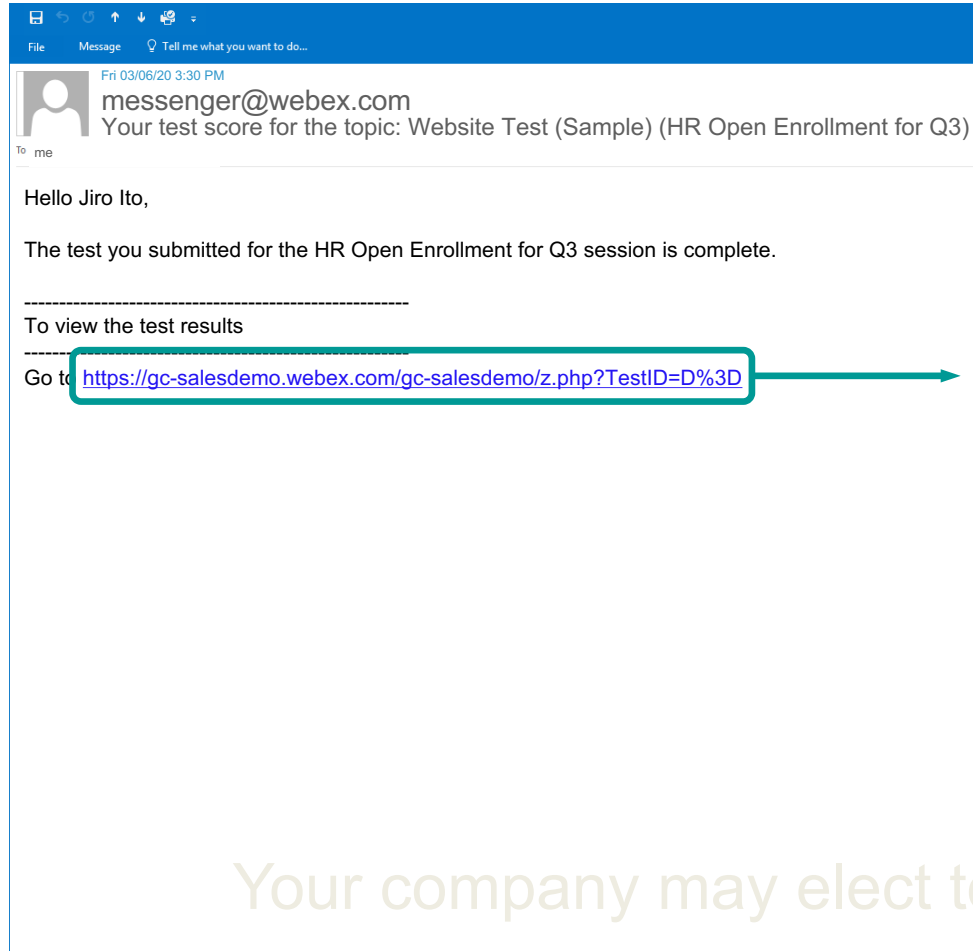 File Message Tell me what you want to do...
Fri 03/06/20 3:30 PM
messenger@webex.com
Your test score for the topic: Website Test (Sample) (HR Open Enrollment for Q3)
To me
Hello Jiro Ito,
The test you submitted for the HR Open Enrollment for Q3 session is complete.
-------------------------------------------------------
To view the test results
-------------------------------------------------------
Go to https://gc-salesdemo.webex.com/gc-salesdemo/z.php?TestID=D%3D
Your company may elect